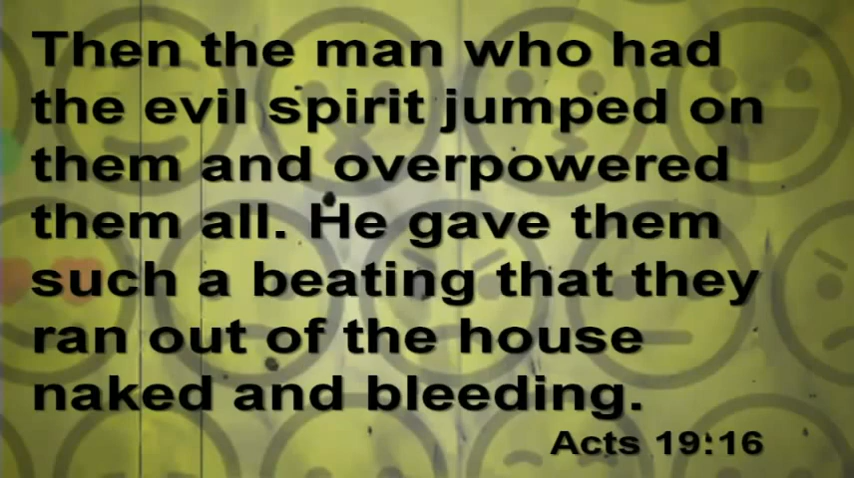 Then the man who had
the evil spirit jumped on
them and overpowered
them all. He gave them
such a beating that they
ran out of the house
naked and bleeding.
Acts 19:16